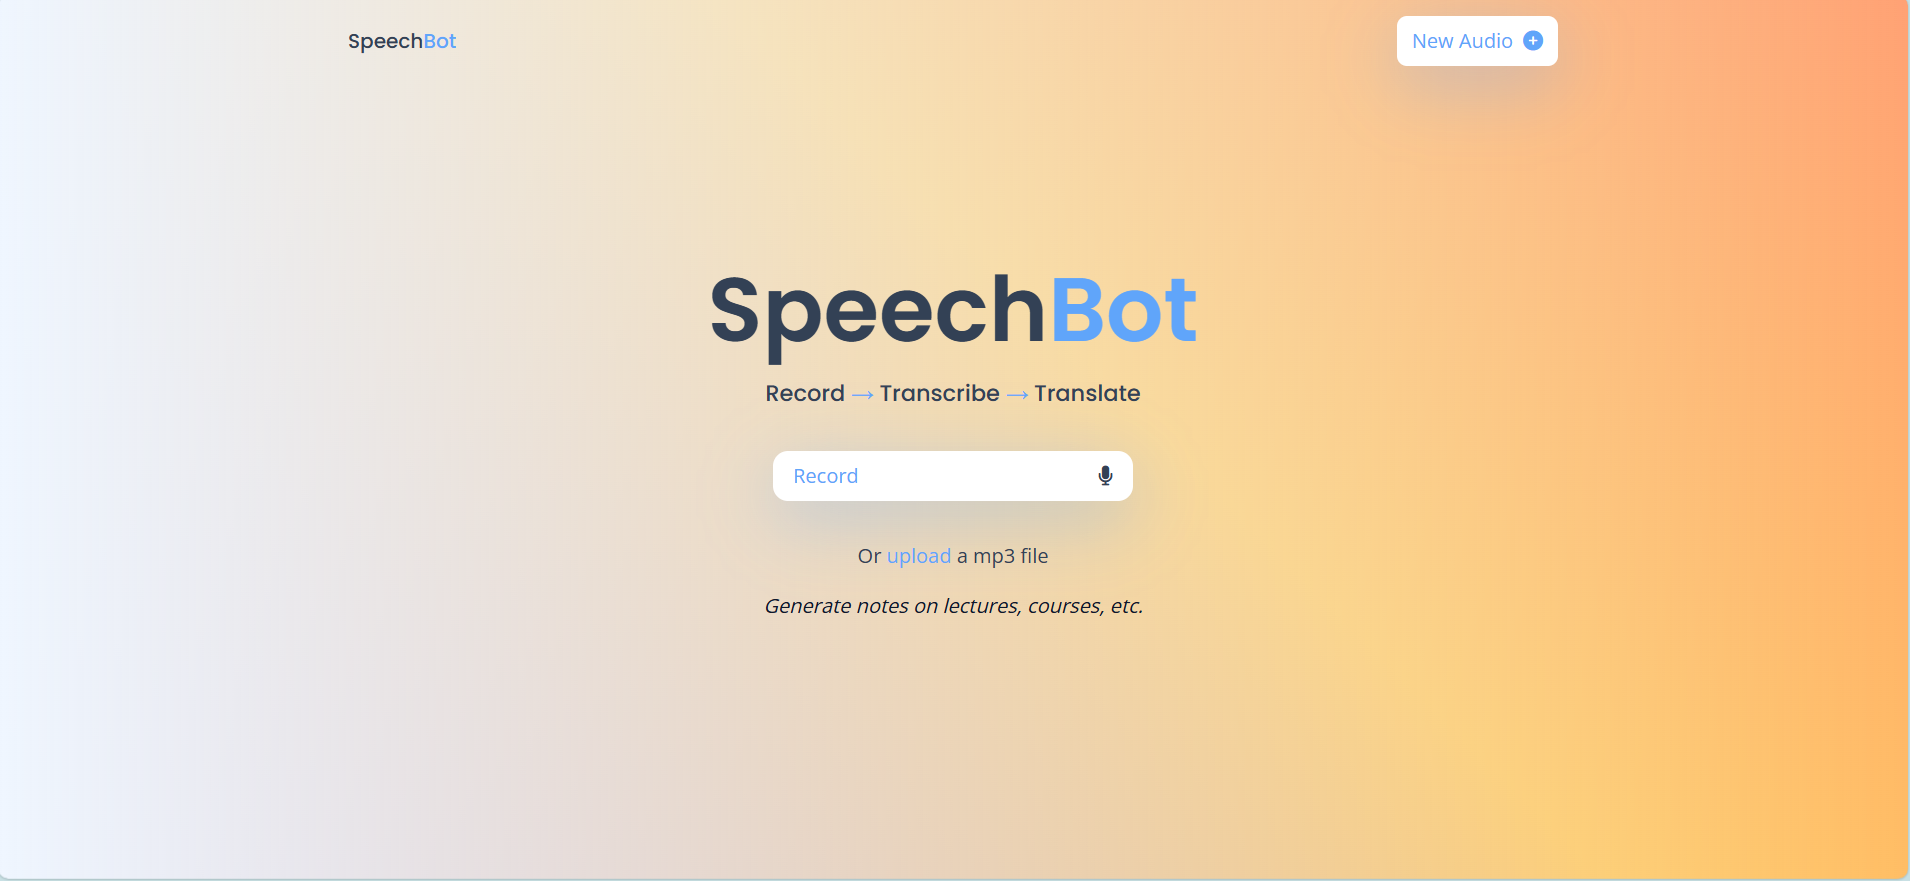 SpeechBot
New Audio
SpeechBot
Record → Transcribe → Translate
Record
Or upload a mp3 file
Generate notes on lectures, courses, etc.